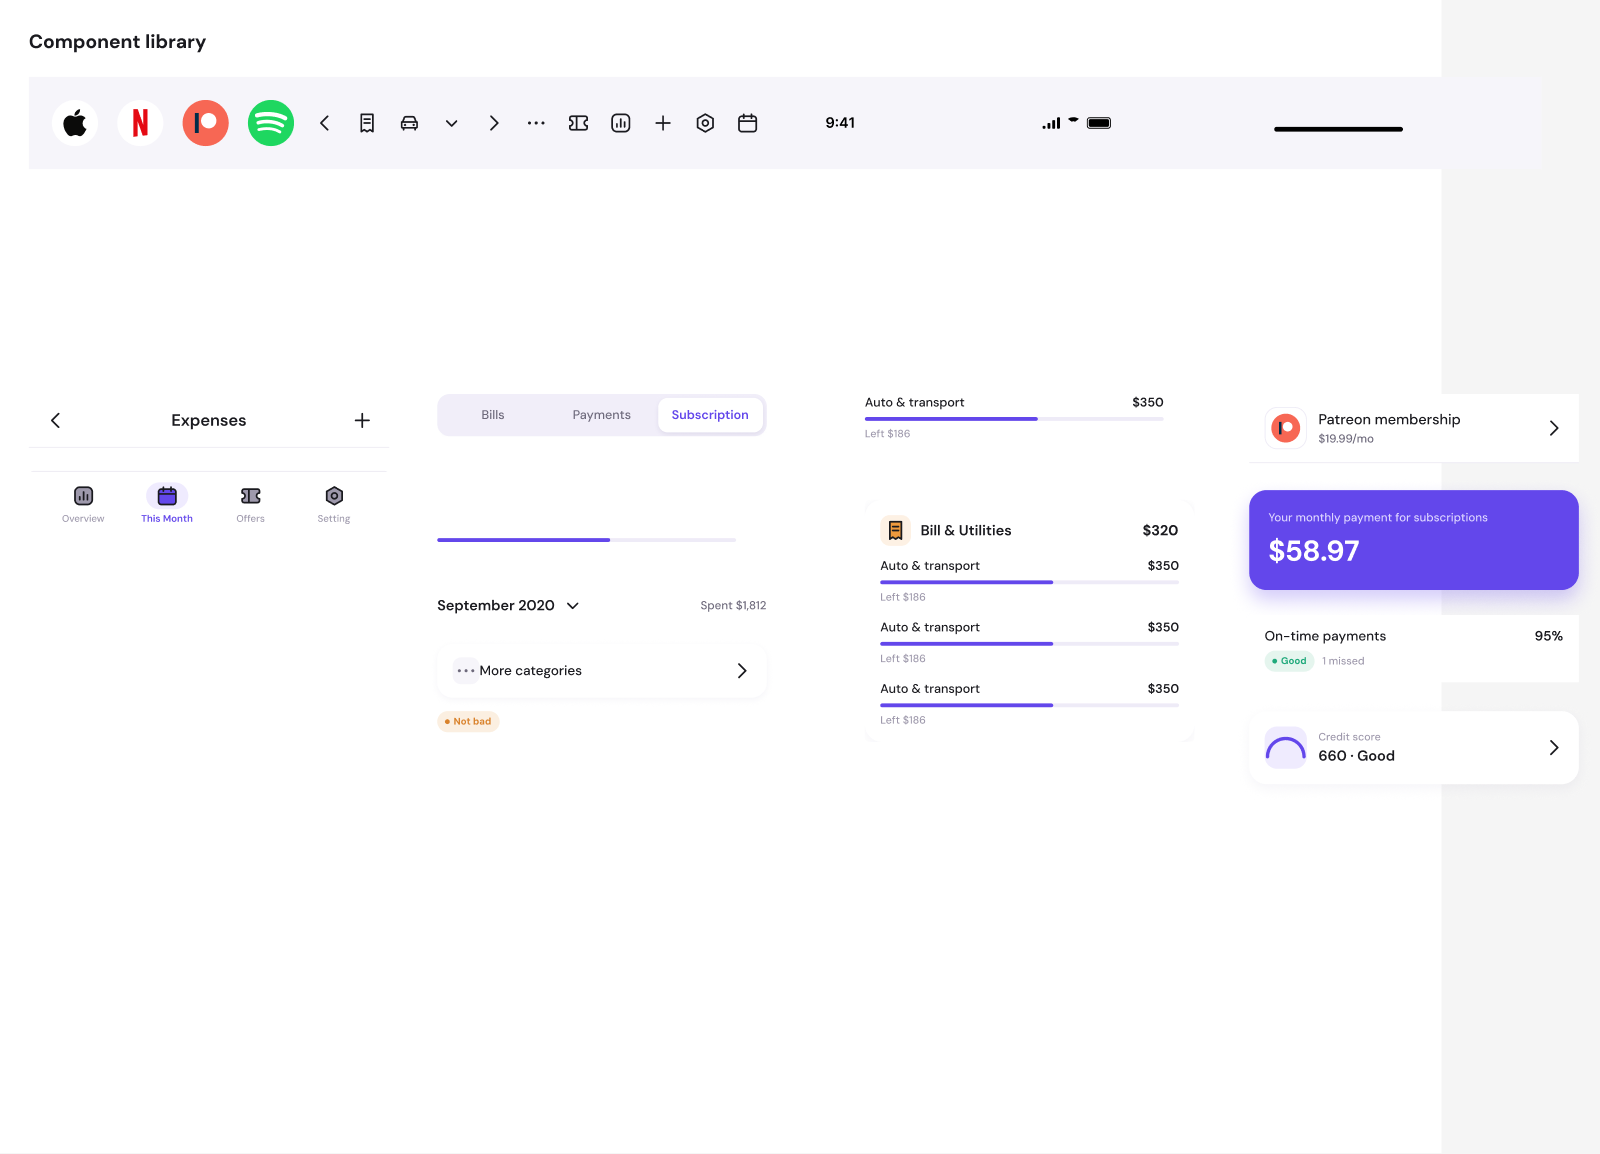 Component library
9:41
Expenses
Overview
This Month
Offers
Setting
Bills
Payments
Subscription
September 2020
Spent $1,812
More categories
Not bad
Auto & transport
$350
Left $186
Bill & Utilities
$320
Auto & transport
$350
Left $186
Auto & transport
$350
Left $186
Auto & transport
$350
Left $186
Patreon membership
$19.99/mo
Your monthly payment for subscriptions
$58.97
On-time payments
95%
Good
1 missed
Credit score
660 · Good